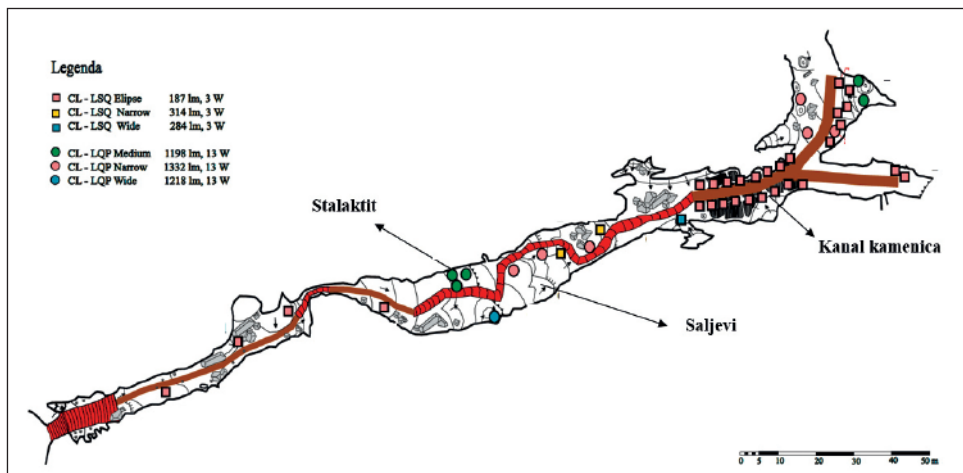 Legenda
CL - LSQ Elipse 187 lm, 3 W
CL - LSQ Narrow 314 lm, 3 W
CL - LSQ Wide 284 lm, 3 W
CL - LQP Medium 1198 lm, 13 W
CL - LQP Narrow 1332 lm, 13 W
CL - LQP Wide 1218 lm, 13 W
Stalaktit
Kanal kamenica
Saljevi
0 5 10 20 30 40 50 m